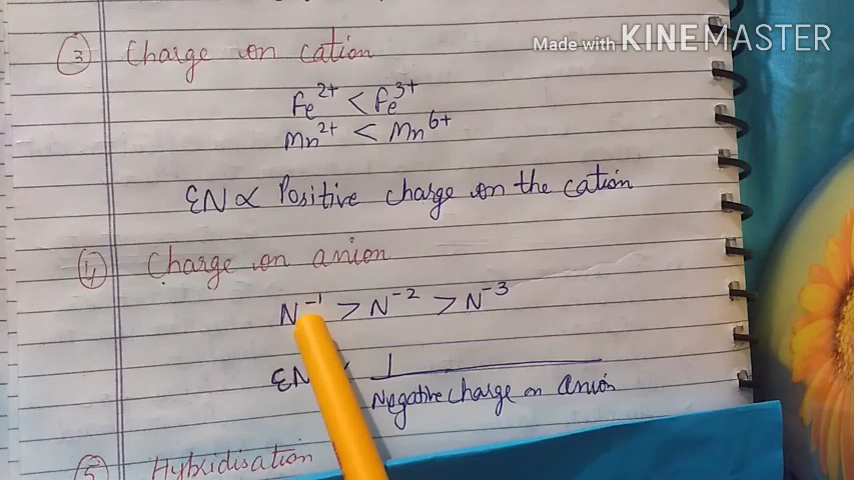 Made with KINEMASTER
③ Charge on cation
Fe²⁺ < Fe³⁺
Mn²⁺ < Mn⁶⁺
EN ∝ Positive charge on the cation
④ Charge on anion
N⁻¹ > N⁻² > N⁻³
EN 1
Negative charge on anion
⑤ Hybridisation